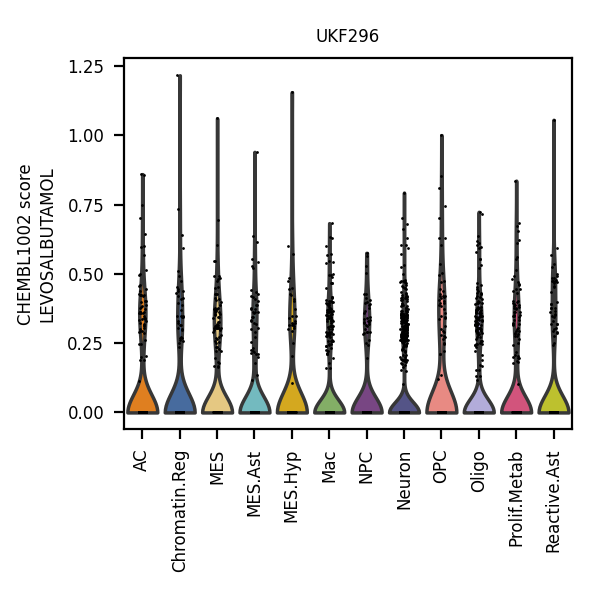 UKF296
CHEMBL1002 score
LEVOSALBUTAMOL
1.25
1.00
0.75
0.50
0.25
0.00
AC
Chromatin.Reg
MES
MES.Ast
MES.Hyp
Mac
NPC
Neuron
OPC
Oligo
Prolif.Metab
Reactive.Ast